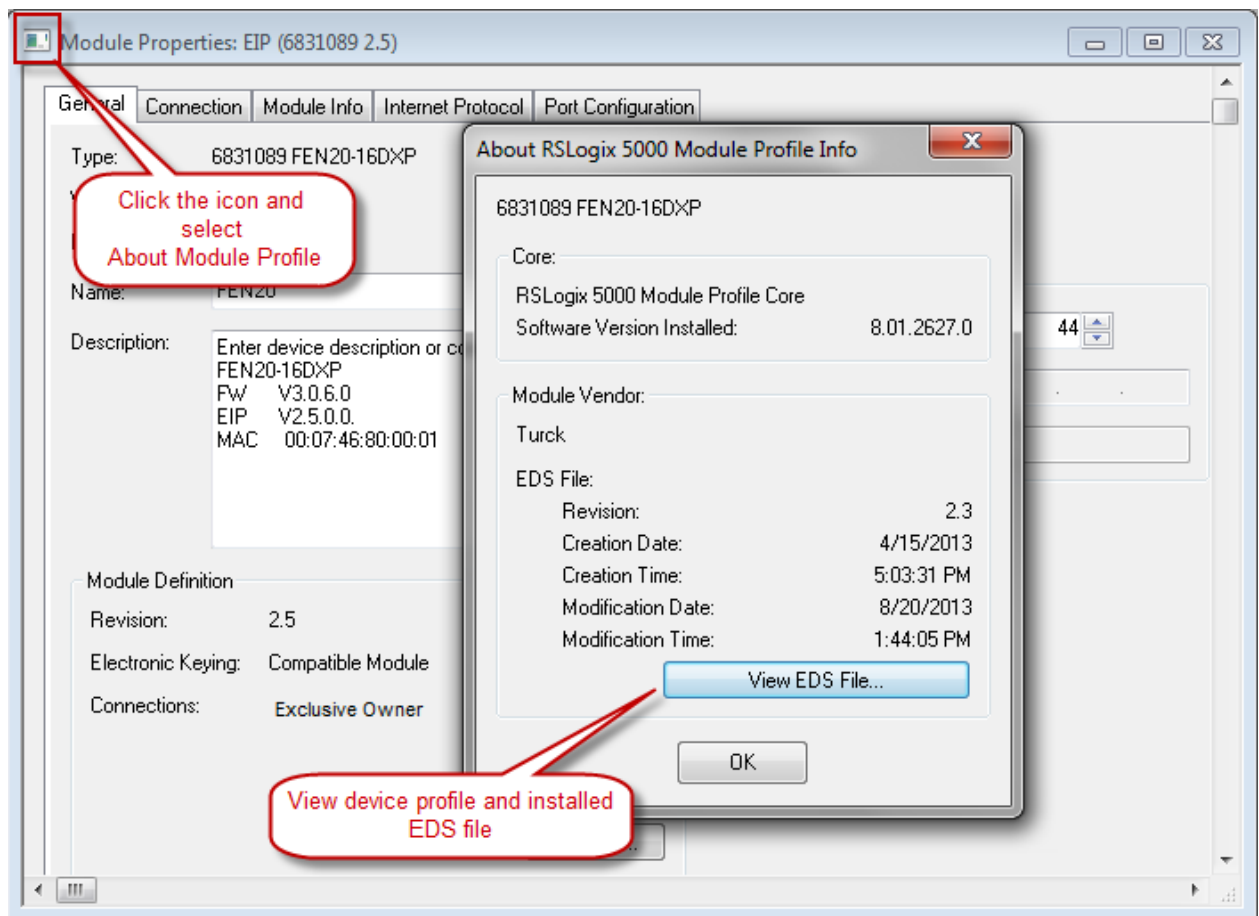 Module Properties: EIP (6831089 2.5)
General Connection Module Info Internet Protocol Port Configuration
Type: 6831089 FEN20-16DXP
Click the icon and
select
About Module Profile
Name: FEN20
Description: Enter device description or co
FEN20-16DXP
FW V3.0.6.0
EIP V2.5.0.0.
MAC 00:07:46:80:00:01
44
Module Definition
Revision: 2.5
Electronic Keying: Compatible Module
Connections: Exclusive Owner
About RSLogix 5000 Module Profile Info
6831089 FEN20-16DXP
Core:
RSLogix 5000 Module Profile Core
Software Version Installed: 8.01.2627.0
Module Vendor:
Turck
EDS File:
Revision: 2.3
Creation Date: 4/15/2013
Creation Time: 5:03:31 PM
Modification Date: 8/20/2013
Modification Time: 1:44:05 PM
View EDS File...
OK
View device profile and installed
EDS file